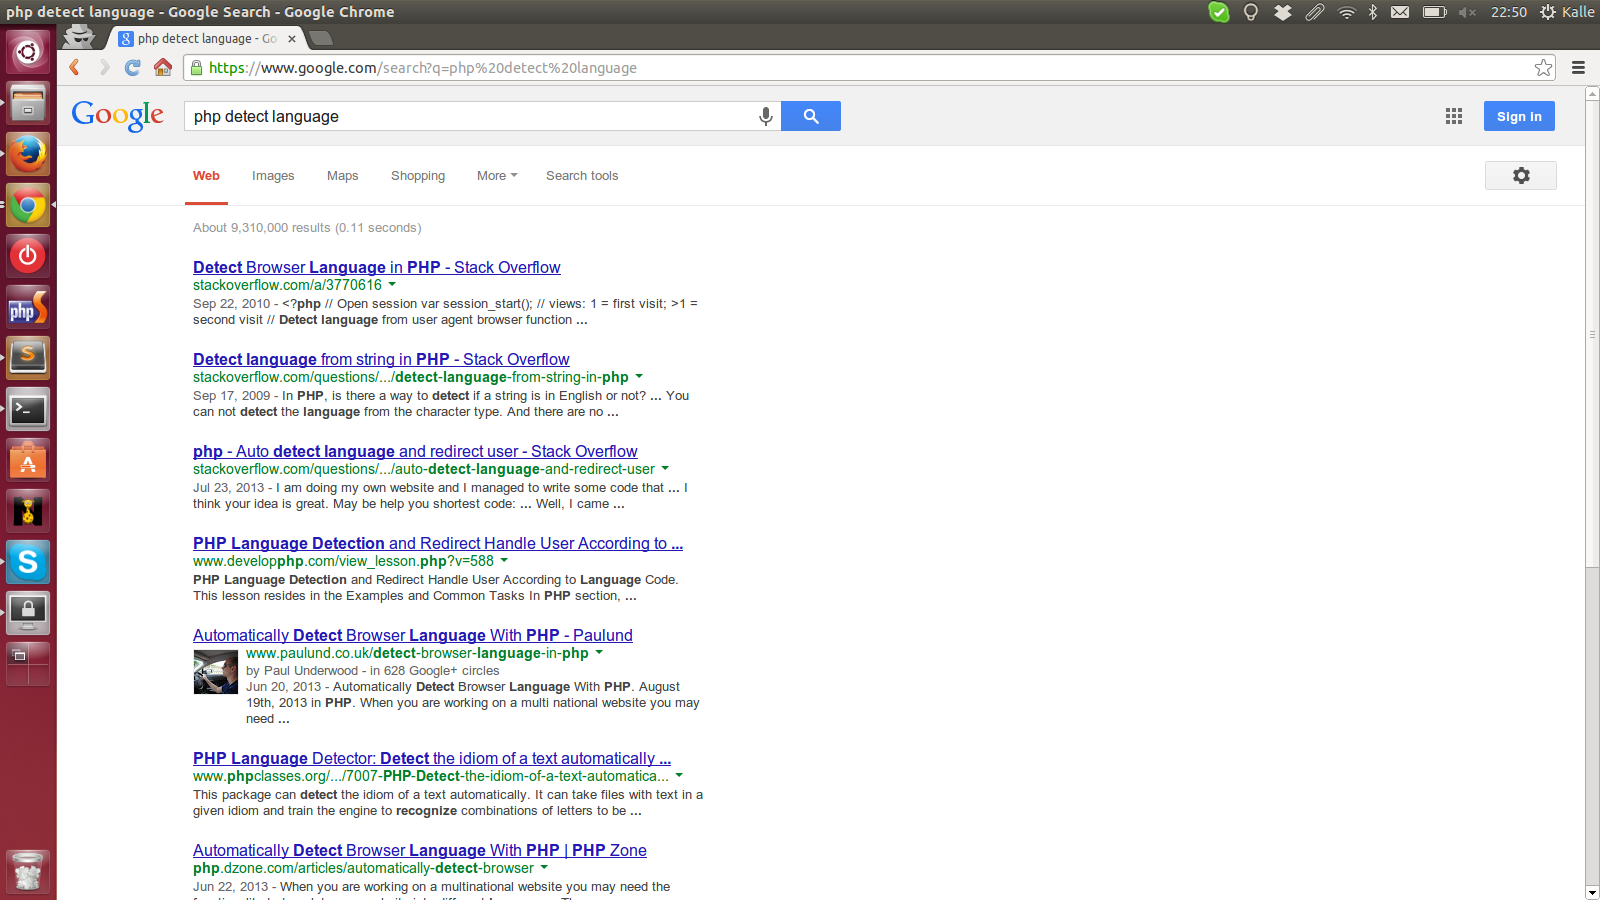 php detect language - Google Search - Google Chrome
22:50 Kalle
php detect language - Go
https://www.google.com/search?q=php%20detect%20language
Google
php detect language
Sign in
Web Images Maps Shopping More Search tools
About 9,310,000 results (0.11 seconds)
Detect Browser Language in PHP - Stack Overflow
stackoverflow.com/a/3770616
Sep 22, 2010 - <?php // Open session var session_start(); // views: 1 = first visit; >1 =
second visit // Detect language from user agent browser function ...
Detect language from string in PHP - Stack Overflow
stackoverflow.com/questions/.../detect-language-from-string-in-php
Sep 17, 2009 - In PHP, is there a way to detect if a string is in English or not? ... You
can not detect the language from the character type. And there are no ...
php - Auto detect language and redirect user - Stack Overflow
stackoverflow.com/questions/.../auto-detect-language-and-redirect-user
Jul 23, 2013 - I am doing my own website and I managed to write some code that ... I
think your idea is great. May be help you shortest code: ... Well, I came ...
PHP Language Detection and Redirect Handle User According to ...
www.developphp.com/view_lesson.php?v=588
PHP Language Detection and Redirect Handle User According to Language Code.
This lesson resides in the Examples and Common Tasks In PHP section, ...
Automatically Detect Browser Language With PHP - Paulund
www.paulund.co.uk/detect-browser-language-in-php
by Paul Underwood - in 628 Google+ circles
Jun 20, 2013 - Automatically Detect Browser Language With PHP. August
19th, 2013 in PHP. When you are working on a multi national website you may
need ...
PHP Language Detector: Detect the idiom of a text automatically ...
www.phpclasses.org/.../7007-PHP-Detect-the-idiom-of-a-text-automatica...
This package can detect the idiom of a text automatically. It can take files with text in a
given idiom and train the engine to recognize combinations of letters to be ...
Automatically Detect Browser Language With PHP | PHP Zone
php.dzone.com/articles/automatically-detect-browser
Jun 22, 2013 - When you are working on a multinational website you may need the